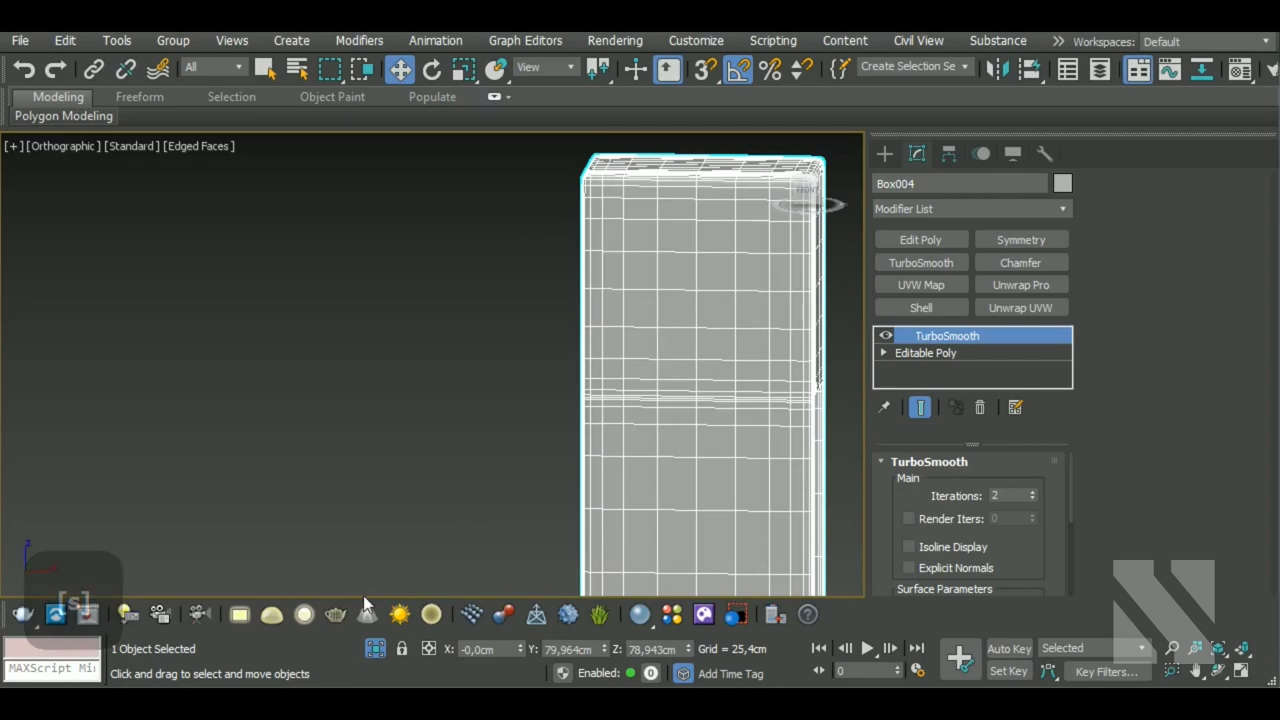 File Edit Tools Group Views Create Modifiers Animation Graph Editors Rendering Customize Scripting Content Civil View Substance Workspaces: Default
All View Create Selection Se
Modeling Freeform Selection Object Paint Populate
Polygon Modeling
[+] [Orthographic] [Standard] [Edged Faces]
FRONT
Box004
Modifier List
Edit Poly Symmetry
TurboSmooth Chamfer
UVW Map Unwrap Pro
Shell Unwrap UVW
TurboSmooth
Editable Poly
TurboSmooth
Main
Iterations: 2
Render Iters: 0
Isoline Display
Explicit Normals
Surface Parameters
z
[s]
1 Object Selected X: -0,0cm Y: 79,964cm Z: 78,943cm Grid = 25,4cm Auto Key Selected
MAXScript Mi
Click and drag to select and move objects Enabled: 0 Add Time Tag 0 Set Key Key Filters...